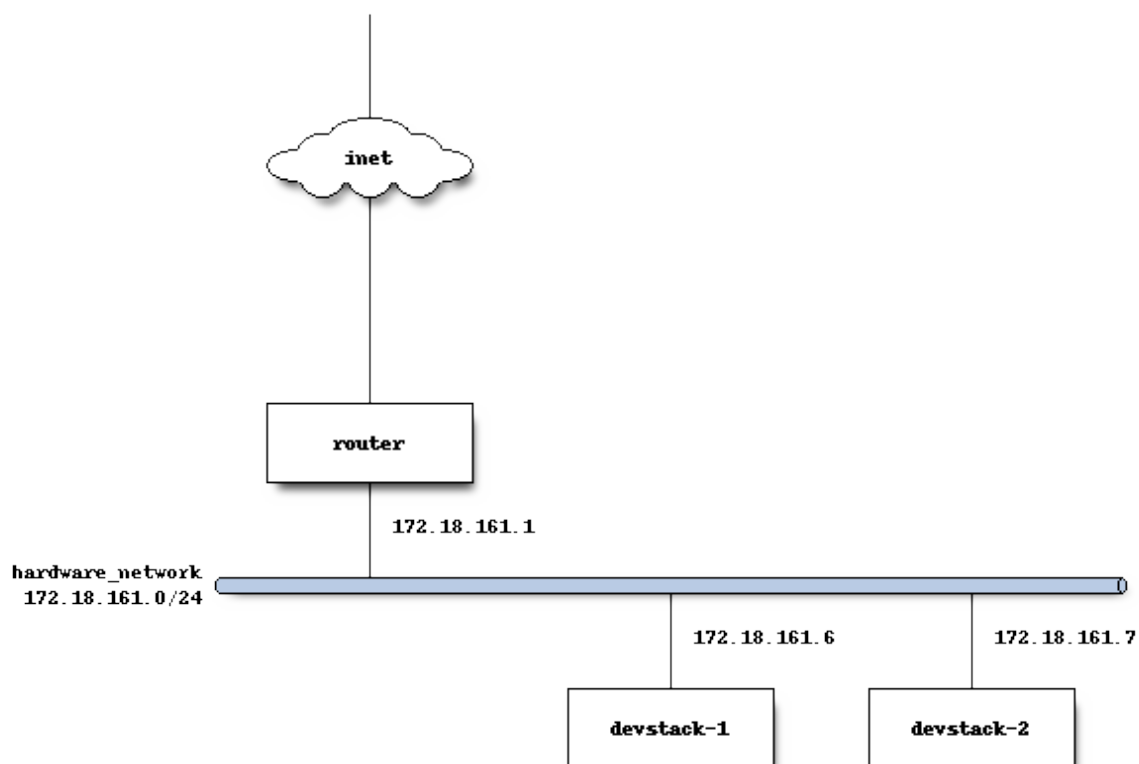 inet
router
172.18.161.1
hardware_network
172.18.161.0/24
172.18.161.6
172.18.161.7
devstack-1
devstack-2